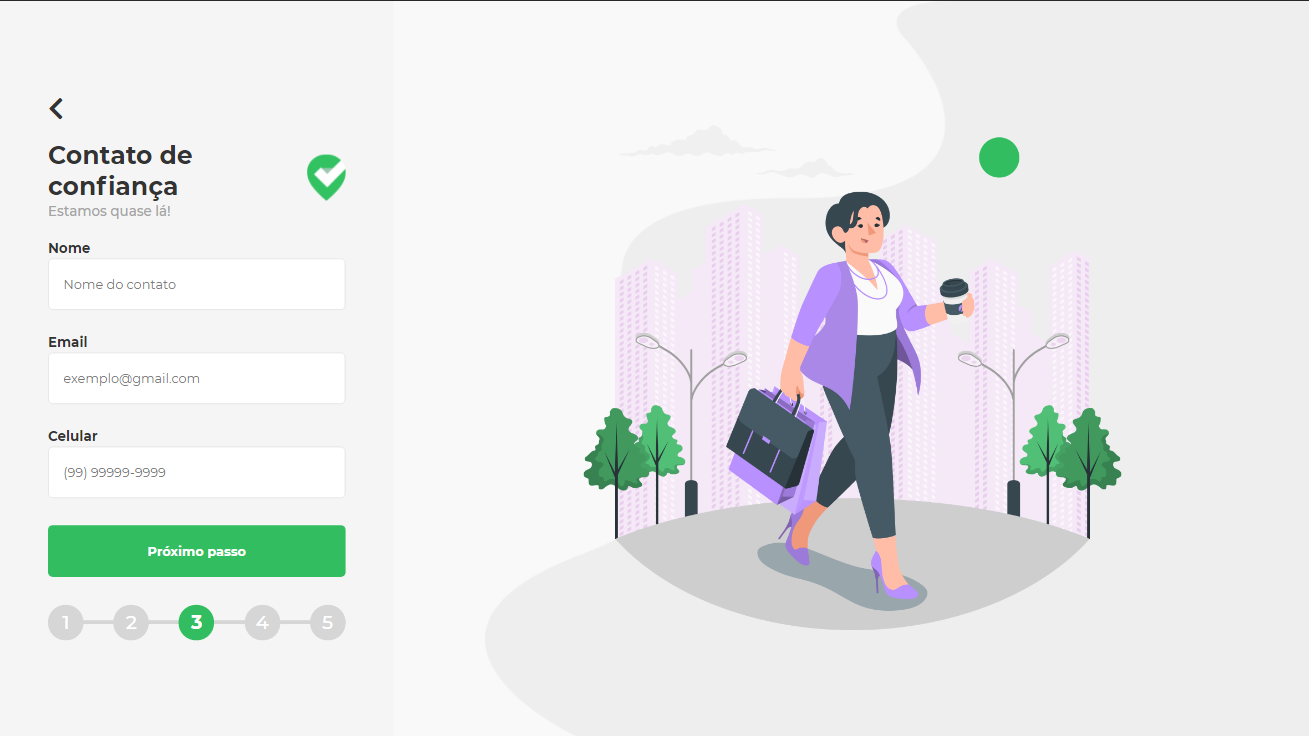 Contato de
confiança
Estamos quase lá!
Nome
Nome do contato
Email
exemplo@gmail.com
Celular
(99) 99999-9999
Próximo passo
1 2 3 4 5